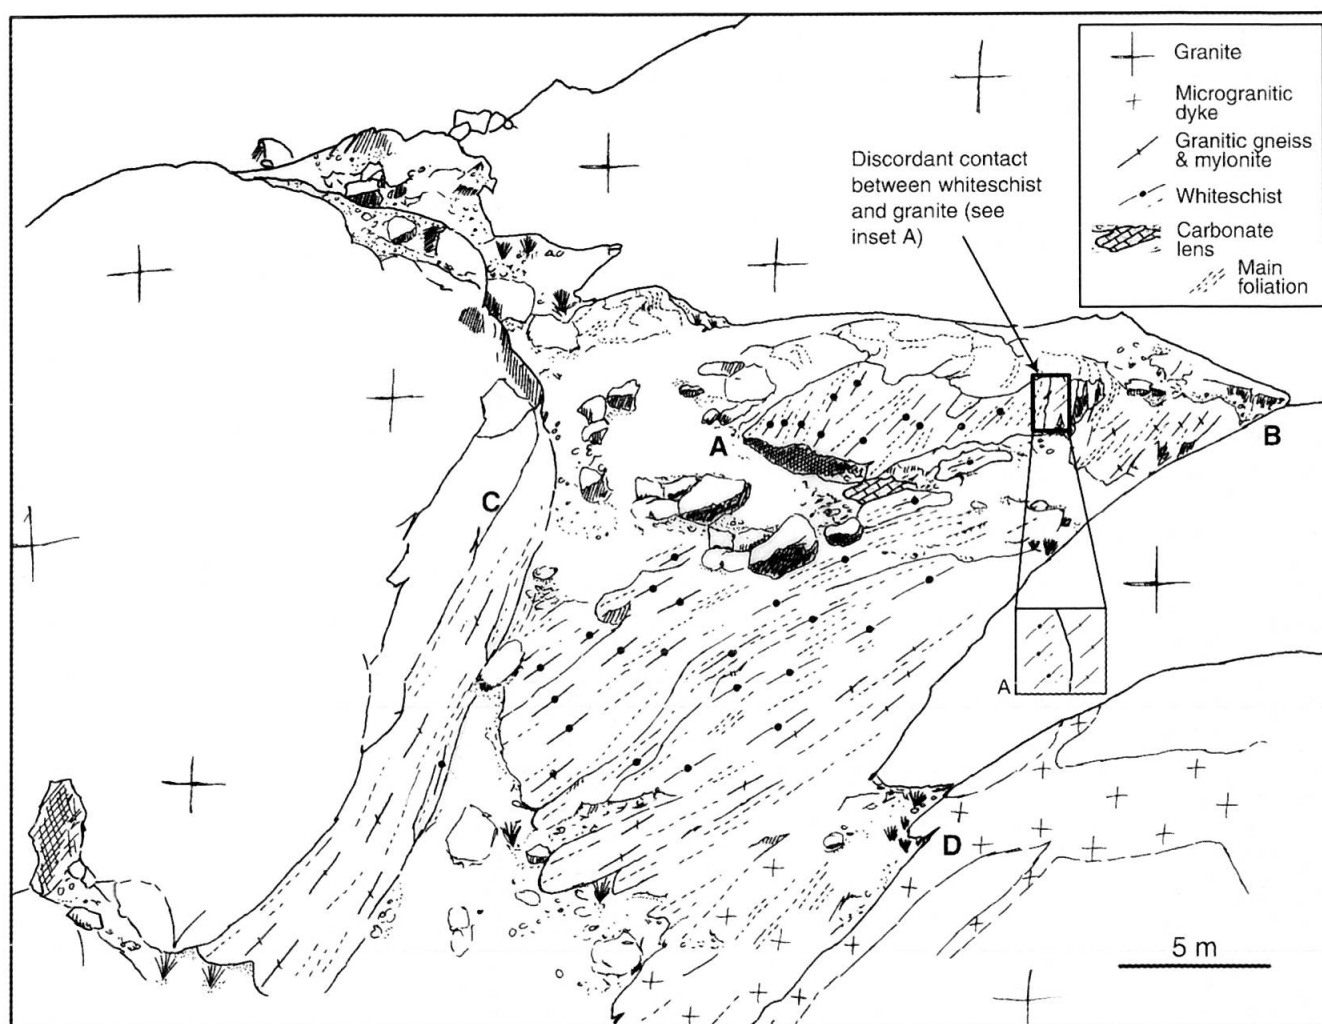 Granite
Microgranitic
dyke
Granitic gneiss
& mylonite
Whiteschist
Carbonate
lens
Main
foliation
Discordant contact
between whiteschist
and granite (see
inset A)
A
B
C
A
D
5 m